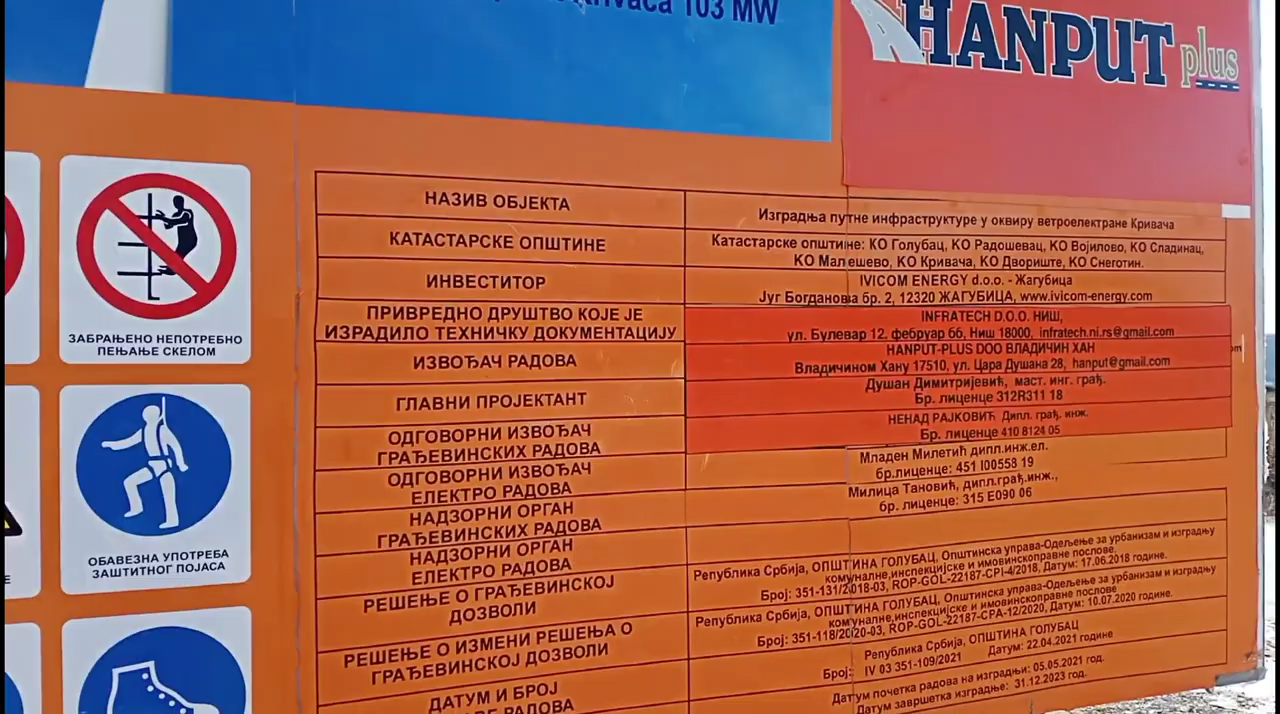 103 MW
HANPUT plus
НАЗИВ ОБЈЕКТА
Изградња путне инфраструктуре у оквиру ветроелектране Кривача
КАТАСТАРСКЕ ОПШТИНЕ
Катастарске општине: КО Голубац, КО Радошевац, КО Војилово, КО Сладинац,
КО Малешево, КО Кривача, КО Двориште, КО Снеготин.
ИНВЕСТИТОР
IVICOM ENERGY d.o.o. - Жагубица
Југ Богданова бр. 2, 12320 ЖАГУБИЦА, www.ivicom-energy.com
ПРИВРЕДНО ДРУШТВО КОЈЕ ЈЕ
ИЗРАДИЛО ТЕХНИЧКУ ДОКУМЕНТАЦИЈУ
INFRATECH D.O.O. НИШ,
ул. Булевар 12. фебруар бб, Ниш 18000, infratech.ni.rs@gmail.com
ИЗВОЂАЧ РАДОВА
HANPUT-PLUS DOO ВЛАДИЧИН ХАН
Владичином Хану 17510, ул. Цара Душана 28, hanput@gmail.com
ГЛАВНИ ПРОЈЕКТАНТ
Душан Димитријевић, маст. инг. грађ.
Бр. лиценце 312R311 18
ОДГОВОРНИ ИЗВОЂАЧ
ГРАЂЕВИНСКИХ РАДОВА
НЕНАД РАЈКОВИЋ Дипл. грађ. инж.
Бр. лиценце 410 8124 05
ОДГОВОРНИ ИЗВОЂАЧ
ЕЛЕКТРО РАДОВА
Младен Милетић дипл.инж.ел.
бр.лиценце: 451 I00558 19
НАДЗОРНИ ОРГАН
ГРАЂЕВИНСКИХ РАДОВА
Милица Тановић, дипл.грађ.инж.,
бр. лиценце: 315 Е090 06
НАДЗОРНИ ОРГАН
ЕЛЕКТРО РАДОВА
РЕШЕЊЕ О ГРАЂЕВИНСКОЈ
ДОЗВОЛИ
Република Србија, ОПШТИНА ГОЛУБАЦ, Општинска управа-Одељење за урбанизам и изградњу
комуналне,инспекцијске и имовинскоправне послове.
Број: 351-131/2018-03, ROP-GOL-22187-CPI-4/2018, Датум: 17.06.2018 године.
РЕШЕЊЕ О ИЗМЕНИ РЕШЕЊА О
ГРАЂЕВИНСКОЈ ДОЗВОЛИ
Република Србија, ОПШТИНА ГОЛУБАЦ, Општинска управа-Одељење за урбанизам и изградњу
комуналне,инспекцијске и имовинскоправне послове
Број: 351-118/2020-03, ROP-GOL-22187-CPA-12/2020, Датум: 10.07.2020 године.
ДАТУМ И БРОЈ
РАДОВА
Република Србија, ОПШТИНА ГОЛУБАЦ
Број: IV 03 351-109/2021 Датум: 22.04.2021 године
Датум почетка радова на изградњи: 05.05.2021 год.
Датум завршетка изградње: 31.12.2023 год.
ЗАБРАЊЕНО НЕПОТРЕБНО
ПЕЊАЊЕ СКЕЛОМ
ОБАВЕЗНА УПОТРЕБА
ЗАШТИТНОГ ПОЈАСА